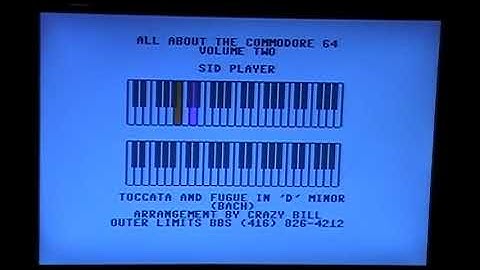 ALL ABOUT THE COMMODORE 64
VOLUME TWO
SID PLAYER
TOCCATA AND FUGUE IN 'D' MINOR
(BACH)
ARRANGEMENT BY CRAZY BILL
OUTER LIMITS BBS (416) 826-4212